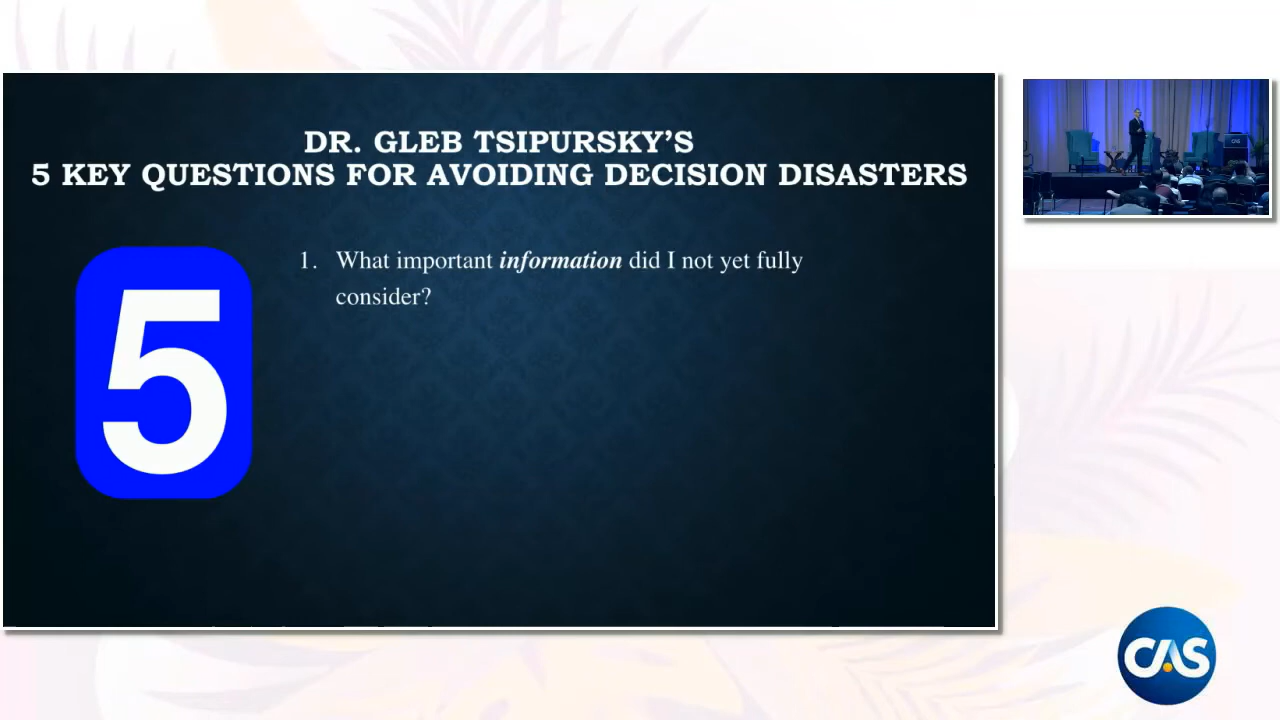 DR. GLEB TSIPURSKY'S
5 KEY QUESTIONS FOR AVOIDING DECISION DISASTERS
5
1. What important information did I not yet fully
consider?
CAS
CAS